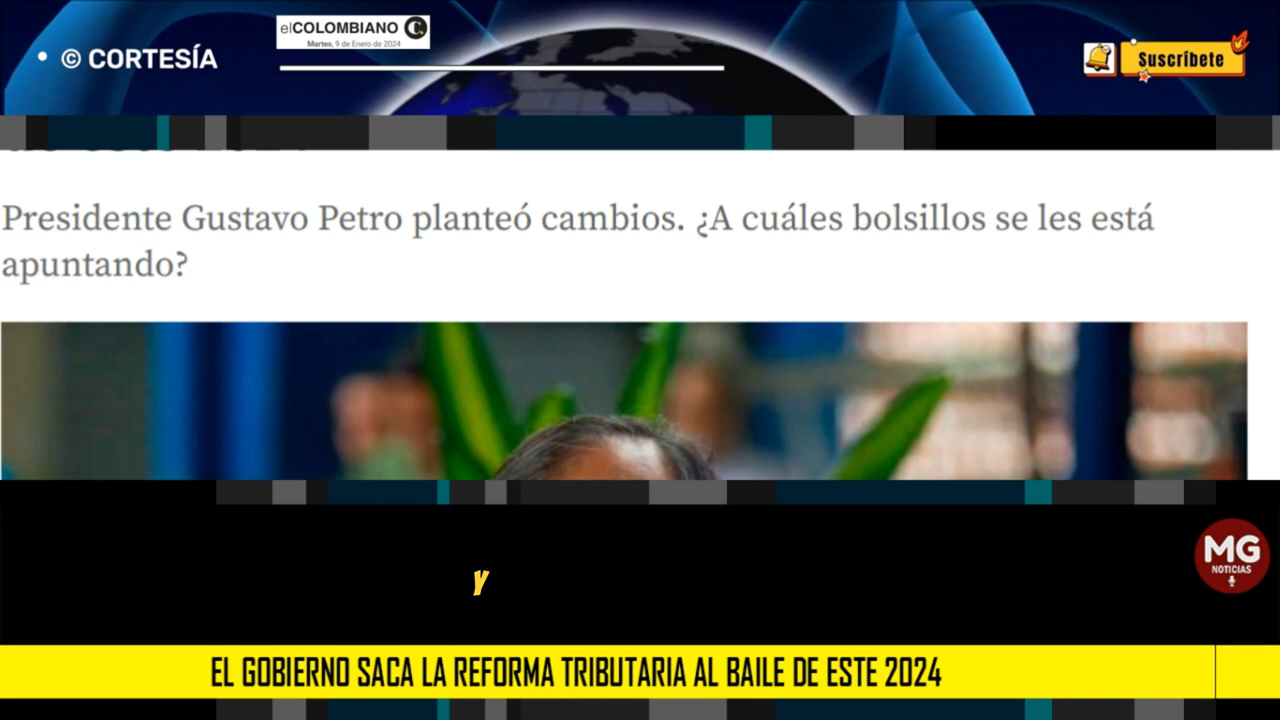 • © CORTESÍA
elCOLOMBIANO C
Martes, 9 de Enero de 2024
Suscríbete
Presidente Gustavo Petro planteó cambios. ¿A cuáles bolsillos se les está
apuntando?
Y
MG
NOTICIAS
EL GOBIERNO SACA LA REFORMA TRIBUTARIA AL BAILE DE ESTE 2024